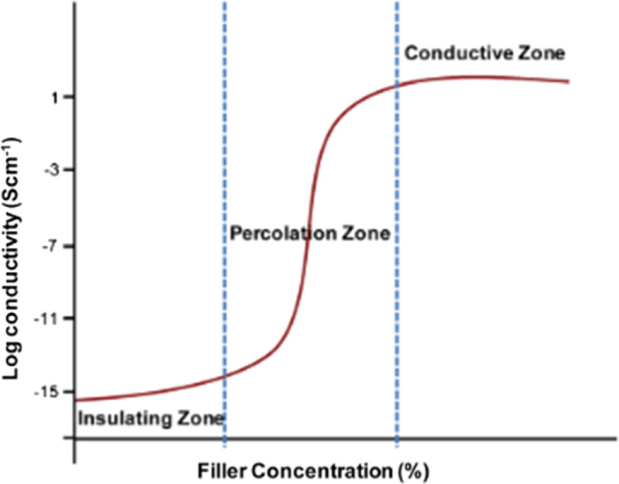 Conductive Zone
1
-3
Percolation Zone
-7
-11
-15
Insulating Zone
Log conductivity (Scm⁻¹)
Filler Concentration (%)